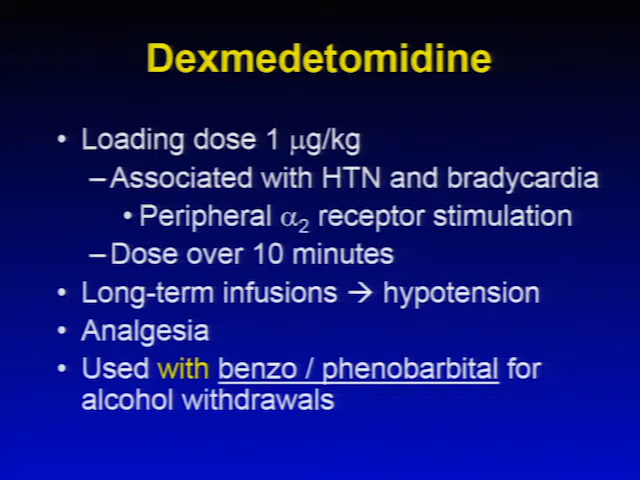 Dexmedetomidine
• Loading dose 1 μg/kg
–Associated with HTN and bradycardia
• Peripheral α₂ receptor stimulation
–Dose over 10 minutes
• Long-term infusions → hypotension
• Analgesia
• Used with benzo / phenobarbital for
alcohol withdrawals